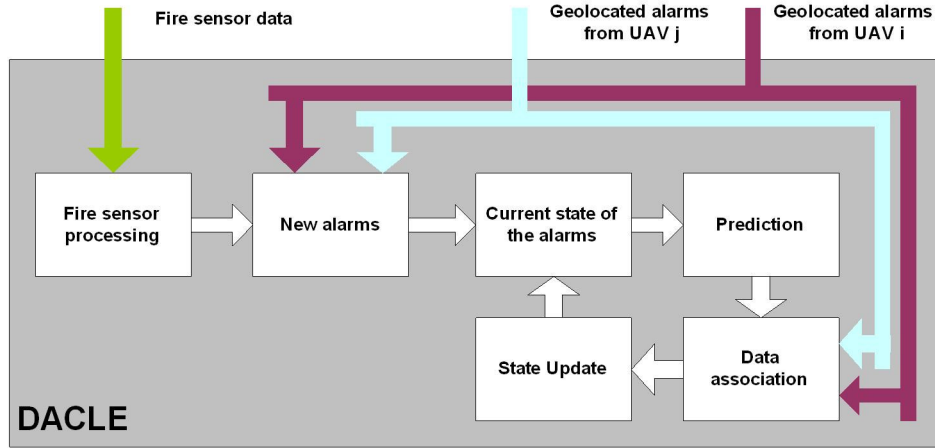 Fire sensor data
Geolocated alarms
from UAV j
Geolocated alarms
from UAV i
Fire sensor
processing
New alarms
Current state of
the alarms
Prediction
State Update
Data
association
DACLE